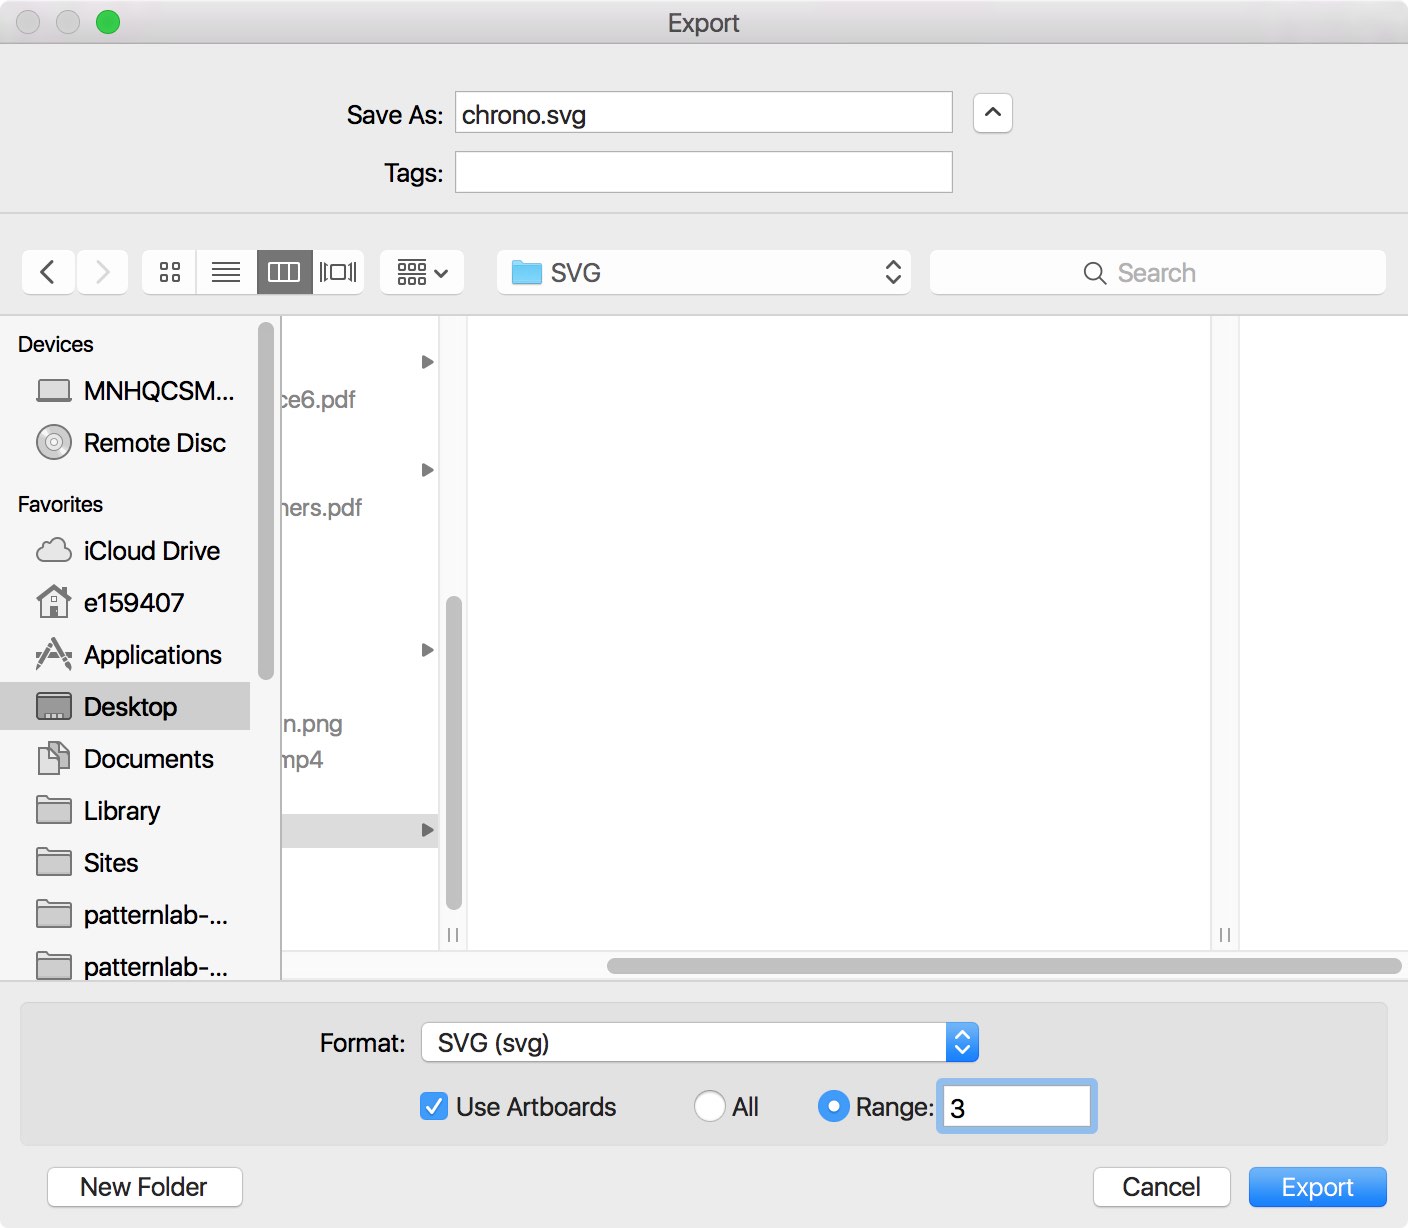 Export
Save As: chrono.svg
Tags:
SVG
Search
Devices
MNHQCSM...
Remote Disc
Favorites
iCloud Drive
e159407
Applications
Desktop
Documents
Library
Sites
patternlab-...
patternlab-...
ce6.pdf
ners.pdf
n.png
mp4
Format: SVG (svg)
Use Artboards All Range: 3
New Folder Cancel Export